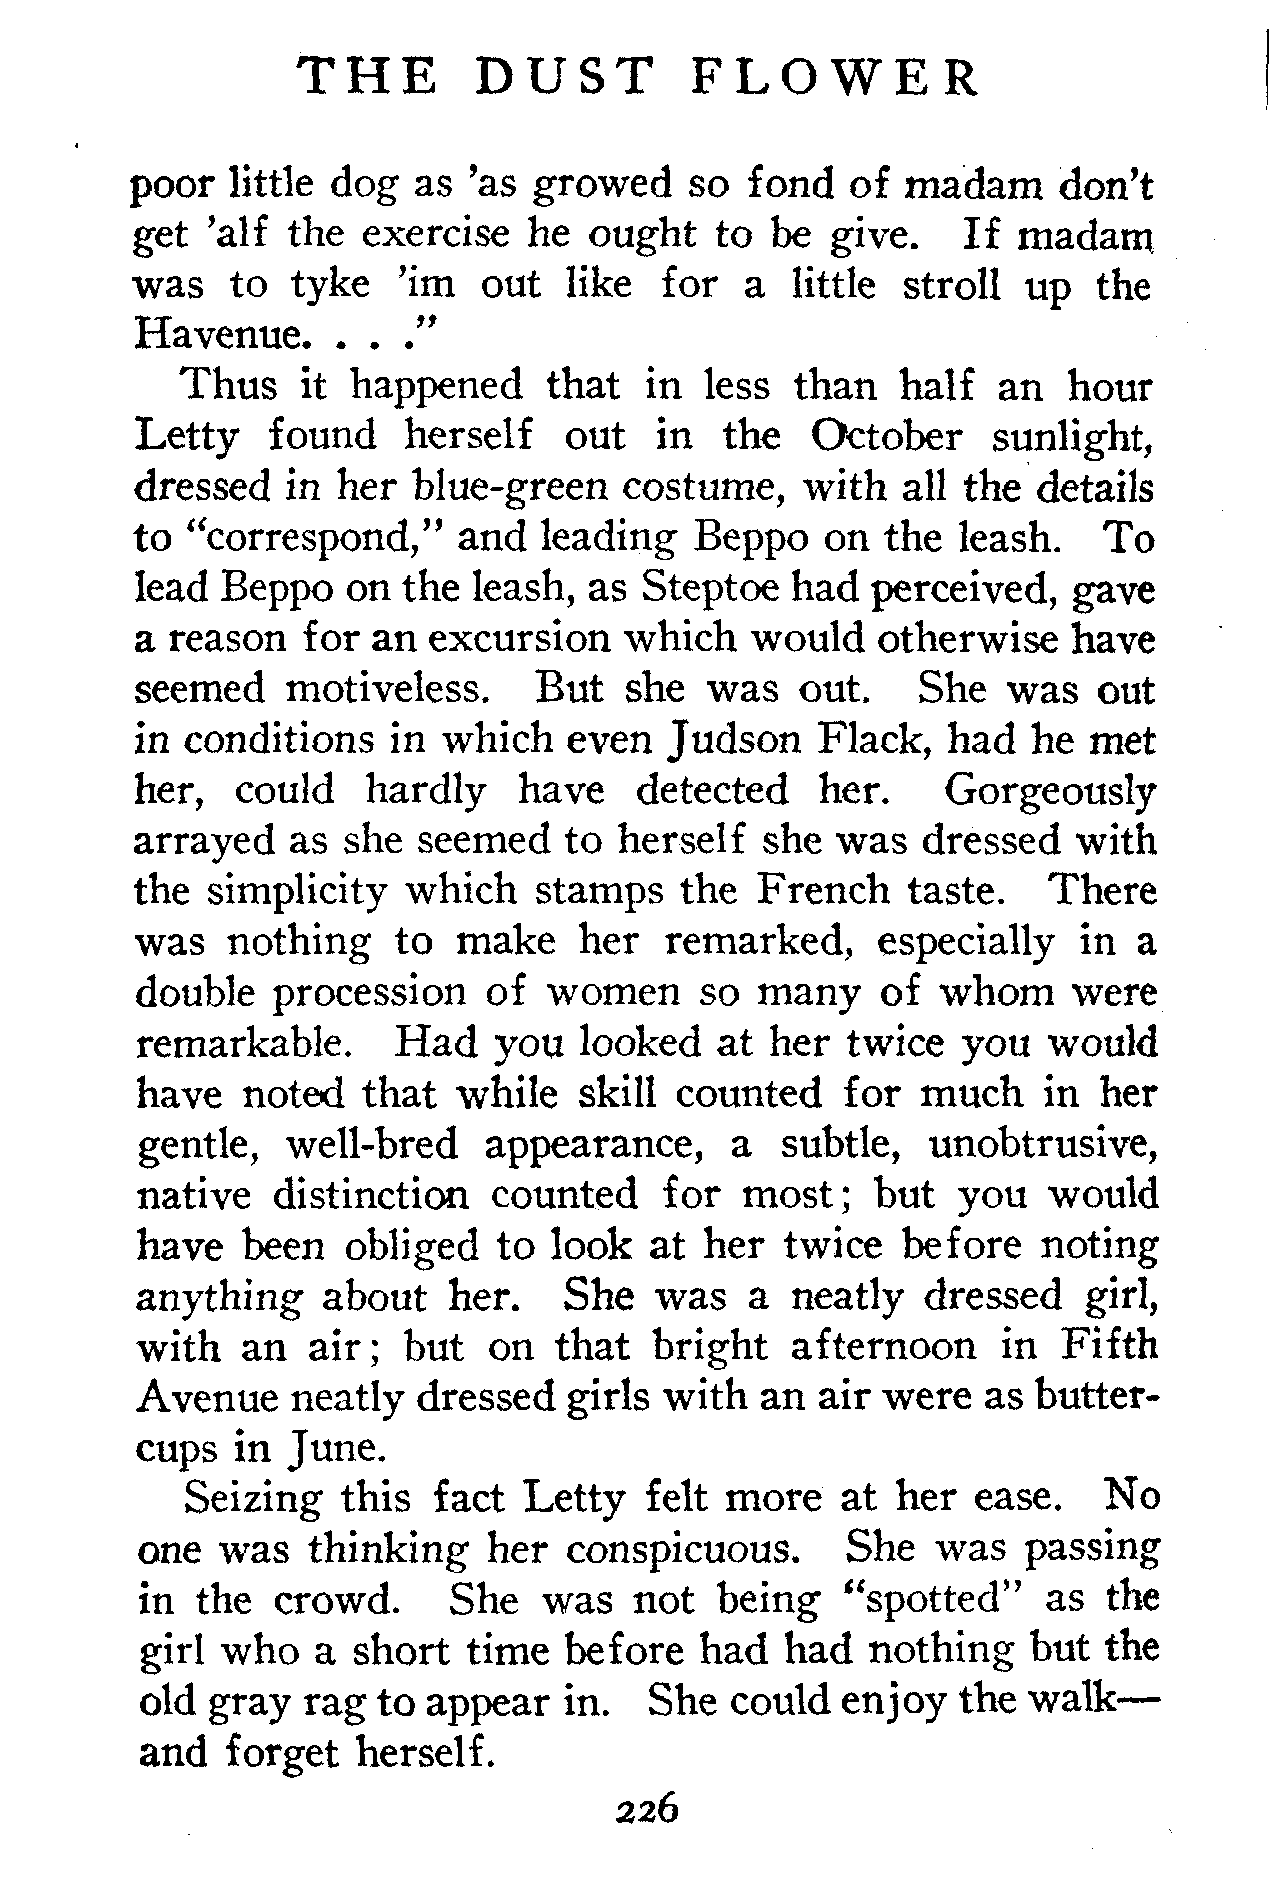 THE DUST FLOWER
poor little dog as 'as growed so fond of madam don't
get 'alf the exercise he ought to be give. If madam
was to tyke 'im out like for a little stroll up the
Havenue. . . ."
Thus it happened that in less than half an hour
Letty found herself out in the October sunlight,
dressed in her blue-green costume, with all the details
to "correspond," and leading Beppo on the leash. To
lead Beppo on the leash, as Steptoe had perceived, gave
a reason for an excursion which would otherwise have
seemed motiveless. But she was out. She was out
in conditions in which even Judson Flack, had he met
her, could hardly have detected her. Gorgeously
arrayed as she seemed to herself she was dressed with
the simplicity which stamps the French taste. There
was nothing to make her remarked, especially in a
double procession of women so many of whom were
remarkable. Had you looked at her twice you would
have noted that while skill counted for much in her
gentle, well-bred appearance, a subtle, unobtrusive,
native distinction counted for most; but you would
have been obliged to look at her twice before noting
anything about her. She was a neatly dressed girl,
with an air; but on that bright afternoon in Fifth
Avenue neatly dressed girls with an air were as butter-
cups in June.
Seizing this fact Letty felt more at her ease. No
one was thinking her conspicuous. She was passing
in the crowd. She was not being "spotted" as the
girl who a short time before had had nothing but the
old gray rag to appear in. She could enjoy the walk—
and forget herself.
226